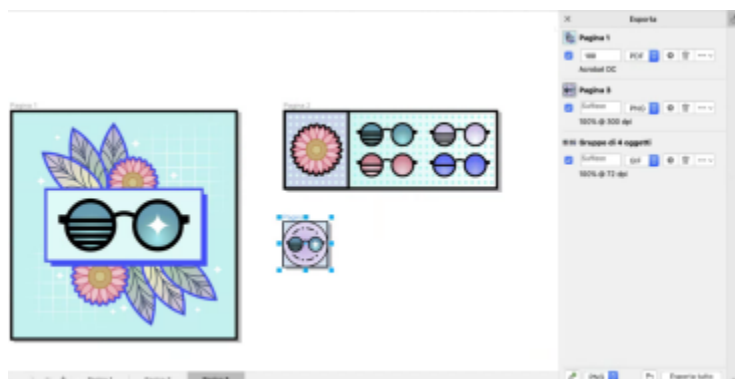 Esporta
Pagina 1
PDF
Acrobat DC
Pagina 3
Suffisso PNG
100% @ 300 dpi
Gruppo di 4 oggetti
Suffisso GIF
100% @ 72 dpi
Pagina 1
Pagina 2
PNG Esporta tutto